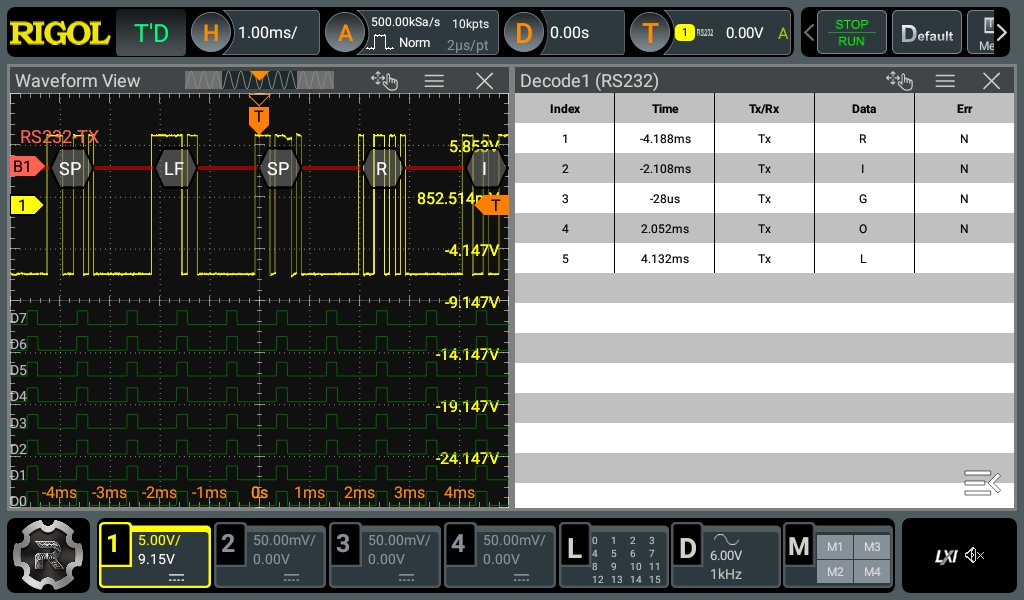 RIGOL T'D H 1.00ms/ A 500.00kSa/s 10kpts Norm 2µs/pt D 0.00s T 1 RS232 0.00V A STOP RUN Default Me
Waveform View
Decode1 (RS232)
Index Time Tx/Rx Data Err
1 -4.188ms Tx R N
2 -2.108ms Tx I N
3 -28us Tx G N
4 2.052ms Tx O N
5 4.132ms Tx L
T
RS232-TX
5.853V
B1 SP LF SP R I
1 852.514m T
-4.147V
-9.147V
D7
D6
-14.147V
D5
D4
-19.147V
D3
D2
-24.147V
D1
-4ms -3ms -2ms -1ms 0s 1ms 2ms 3ms 4ms
D0
R
1 5.00V/ 9.15V
2 50.00mV/ 0.00V
3 50.00mV/ 0.00V
4 50.00mV/ 0.00V
L 0 1 2 3
4 5 6 7
8 9 10 11
12 13 14 15
D 6.00V 1kHz
M M1 M3 M2 M4
LXI